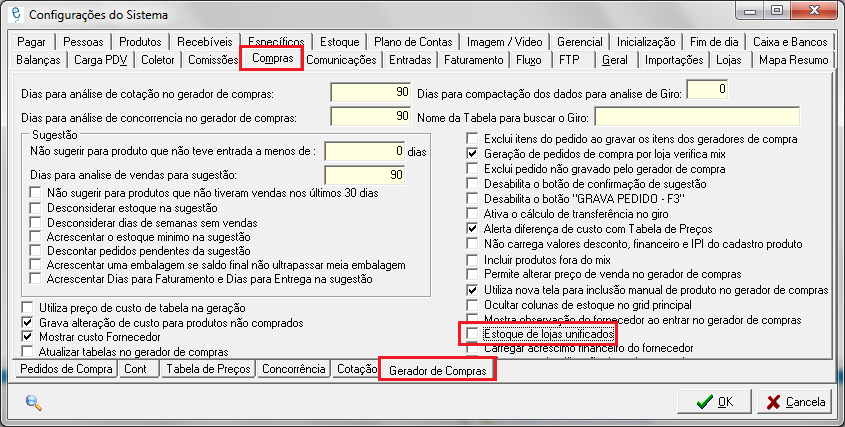 Configurações do Sistema
Pagar Pessoas Produtos Recebíveis Específicos Estoque Plano de Contas Imagem / Video Gerencial Inicialização Fim de dia Caixa e Bancos
Balanças Carga PDV Coletor Comissões Compras Comunicações Entradas Faturamento Fluxo FTP Geral Importações Lojas Mapa Resumo
Dias para análise de cotação no gerador de compras: 90
Dias para compactação dos dados para analise de Giro: 0
Dias para análise de concorrencia no gerador de compras: 90
Nome da Tabela para buscar o Giro:
Sugestão
Não sugerir para produto que não teve entrada a menos de : 0 dias
Dias para analise de vendas para sugestão: 90
Não sugerir para produtos que não tiveram vendas nos últimos 30 dias
Desconsiderar estoque na sugestão
Desconsiderar dias de semanas sem vendas
Acrescentar o estoque minimo na sugestão
Descontar pedidos pendentes da sugestão
Acrescentar uma embalagem se saldo final não ultrapassar meia embalagem
Acrescentar Dias para Faturamento e Dias para Entrega na sugestão
Utiliza preço de custo de tabela na geração
Grava alteração de custo para produtos não comprados
Mostrar custo Fornecedor
Atualizar tabelas no gerador de compras
Exclui itens do pedido ao gravar os itens dos geradores de compra
Geração de pedidos de compra por loja verifica mix
Exclui pedido não gravado pelo gerador de compra
Desabilita o botão de confirmação de sugestão
Desabilita o botão "GRAVA PEDIDO - F3"
Ativa o cálculo de transferência no giro
Alerta diferença de custo com Tabela de Preços
Não carrega valores desconto, financeiro e IPI do cadastro produto
Incluir produtos fora do mix
Permite alterar preço de venda no gerador de compras
Utiliza nova tela para inclusão manual de produto no gerador de compras
Ocultar colunas de estoque no grid principal
Mostra observação do fornecedor ao entrar no gerador de compras
Estoque de lojas unificados
Carregar acréscimo financeiro do fornecedor
Pedidos de Compra Cont Tabela de Preços Concorrência Cotação Gerador de Compras
OK Cancela